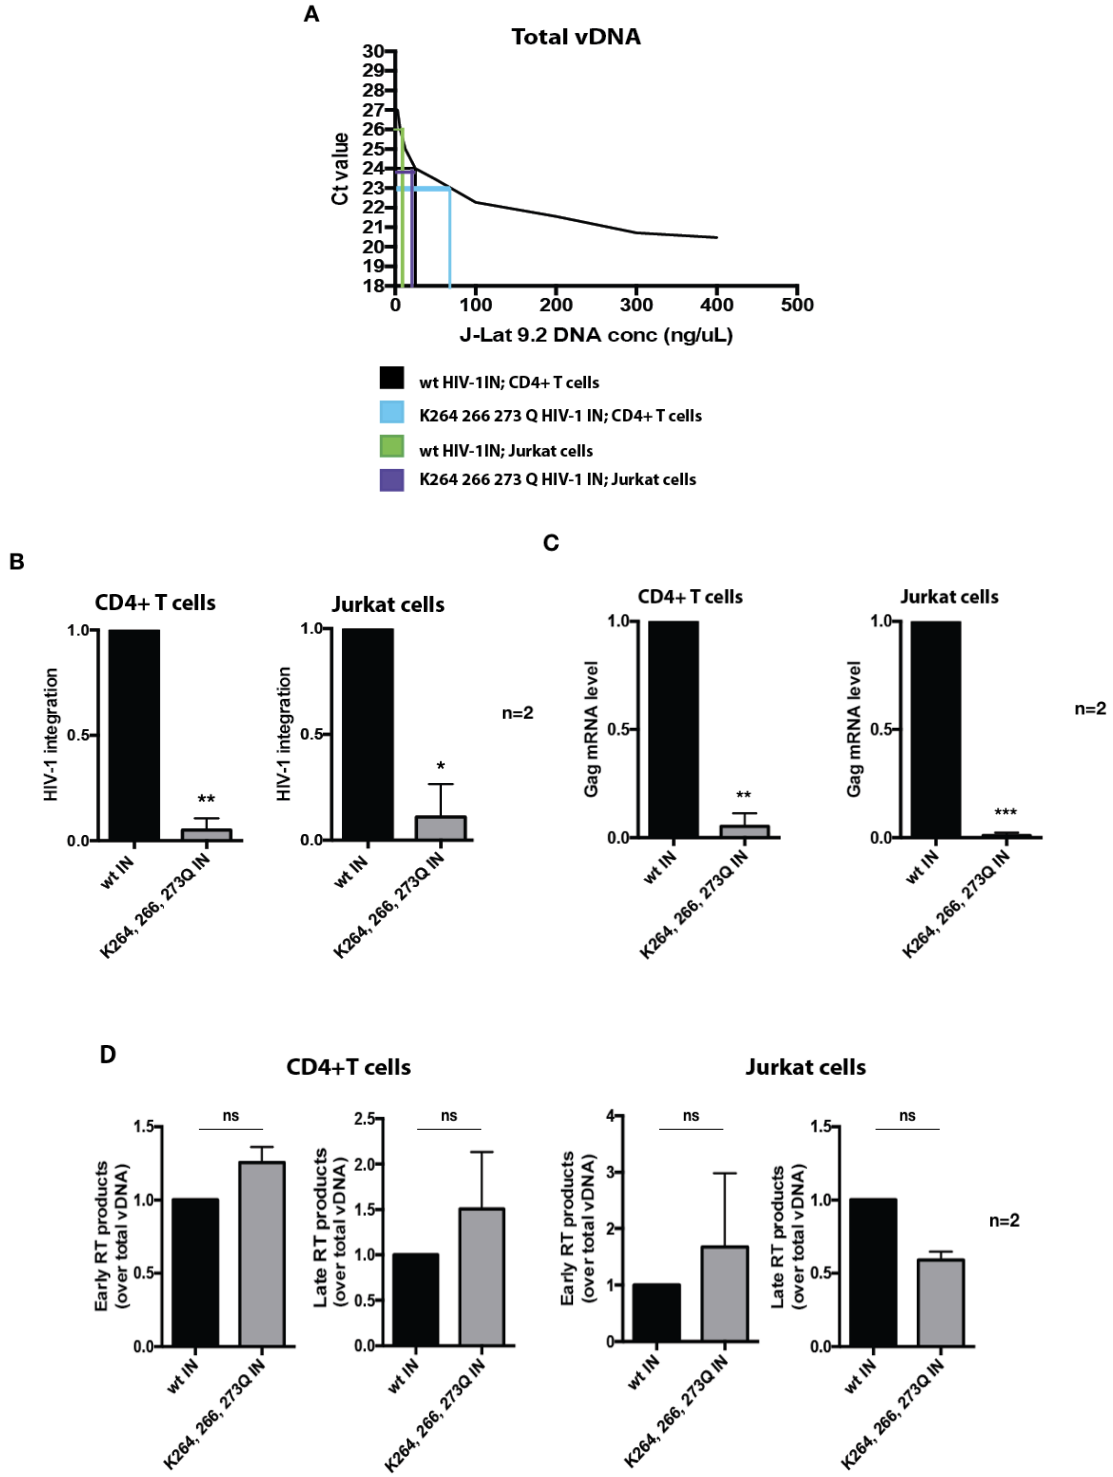 A
Total vDNA
30
29
28
27
26
25
24
23
22
21
20
19
18
Ct value
0 100 200 300 400 500
J-Lat 9.2 DNA conc (ng/uL)
wt HIV-1IN; CD4+ T cells
K264 266 273 Q HIV-1 IN; CD4+ T cells
wt HIV-1IN; Jurkat cells
K264 266 273 Q HIV-1 IN; Jurkat cells
B
CD4+ T cells
1.0
0.5
0.0
HIV-1 integration
**
wt IN
K264, 266, 273Q IN
Jurkat cells
1.0
0.5
0.0
HIV-1 integration
*
wt IN
K264, 266, 273Q IN
n=2
C
CD4+ T cells
1.0
0.5
0.0
Gag mRNA level
**
wt IN
K264, 266, 273Q IN
Jurkat cells
1.0
0.5
0.0
Gag mRNA level
***
wt IN
K264, 266, 273Q IN
n=2
D
CD4+T cells
ns
1.5
1.0
0.5
0.0
Early RT products
(over total vDNA)
wt IN
K264, 266, 273Q IN
ns
2.5
2.0
1.5
1.0
0.5
0.0
Late RT products
(over total vDNA)
wt IN
K264, 266, 273Q IN
Jurkat cells
ns
4
3
2
1
0
Early RT products
(over total vDNA)
wt IN
K264, 266, 273Q IN
ns
1.5
1.0
0.5
0.0
Late RT products
(over total vDNA)
wt IN
K264, 266, 273Q IN
n=2